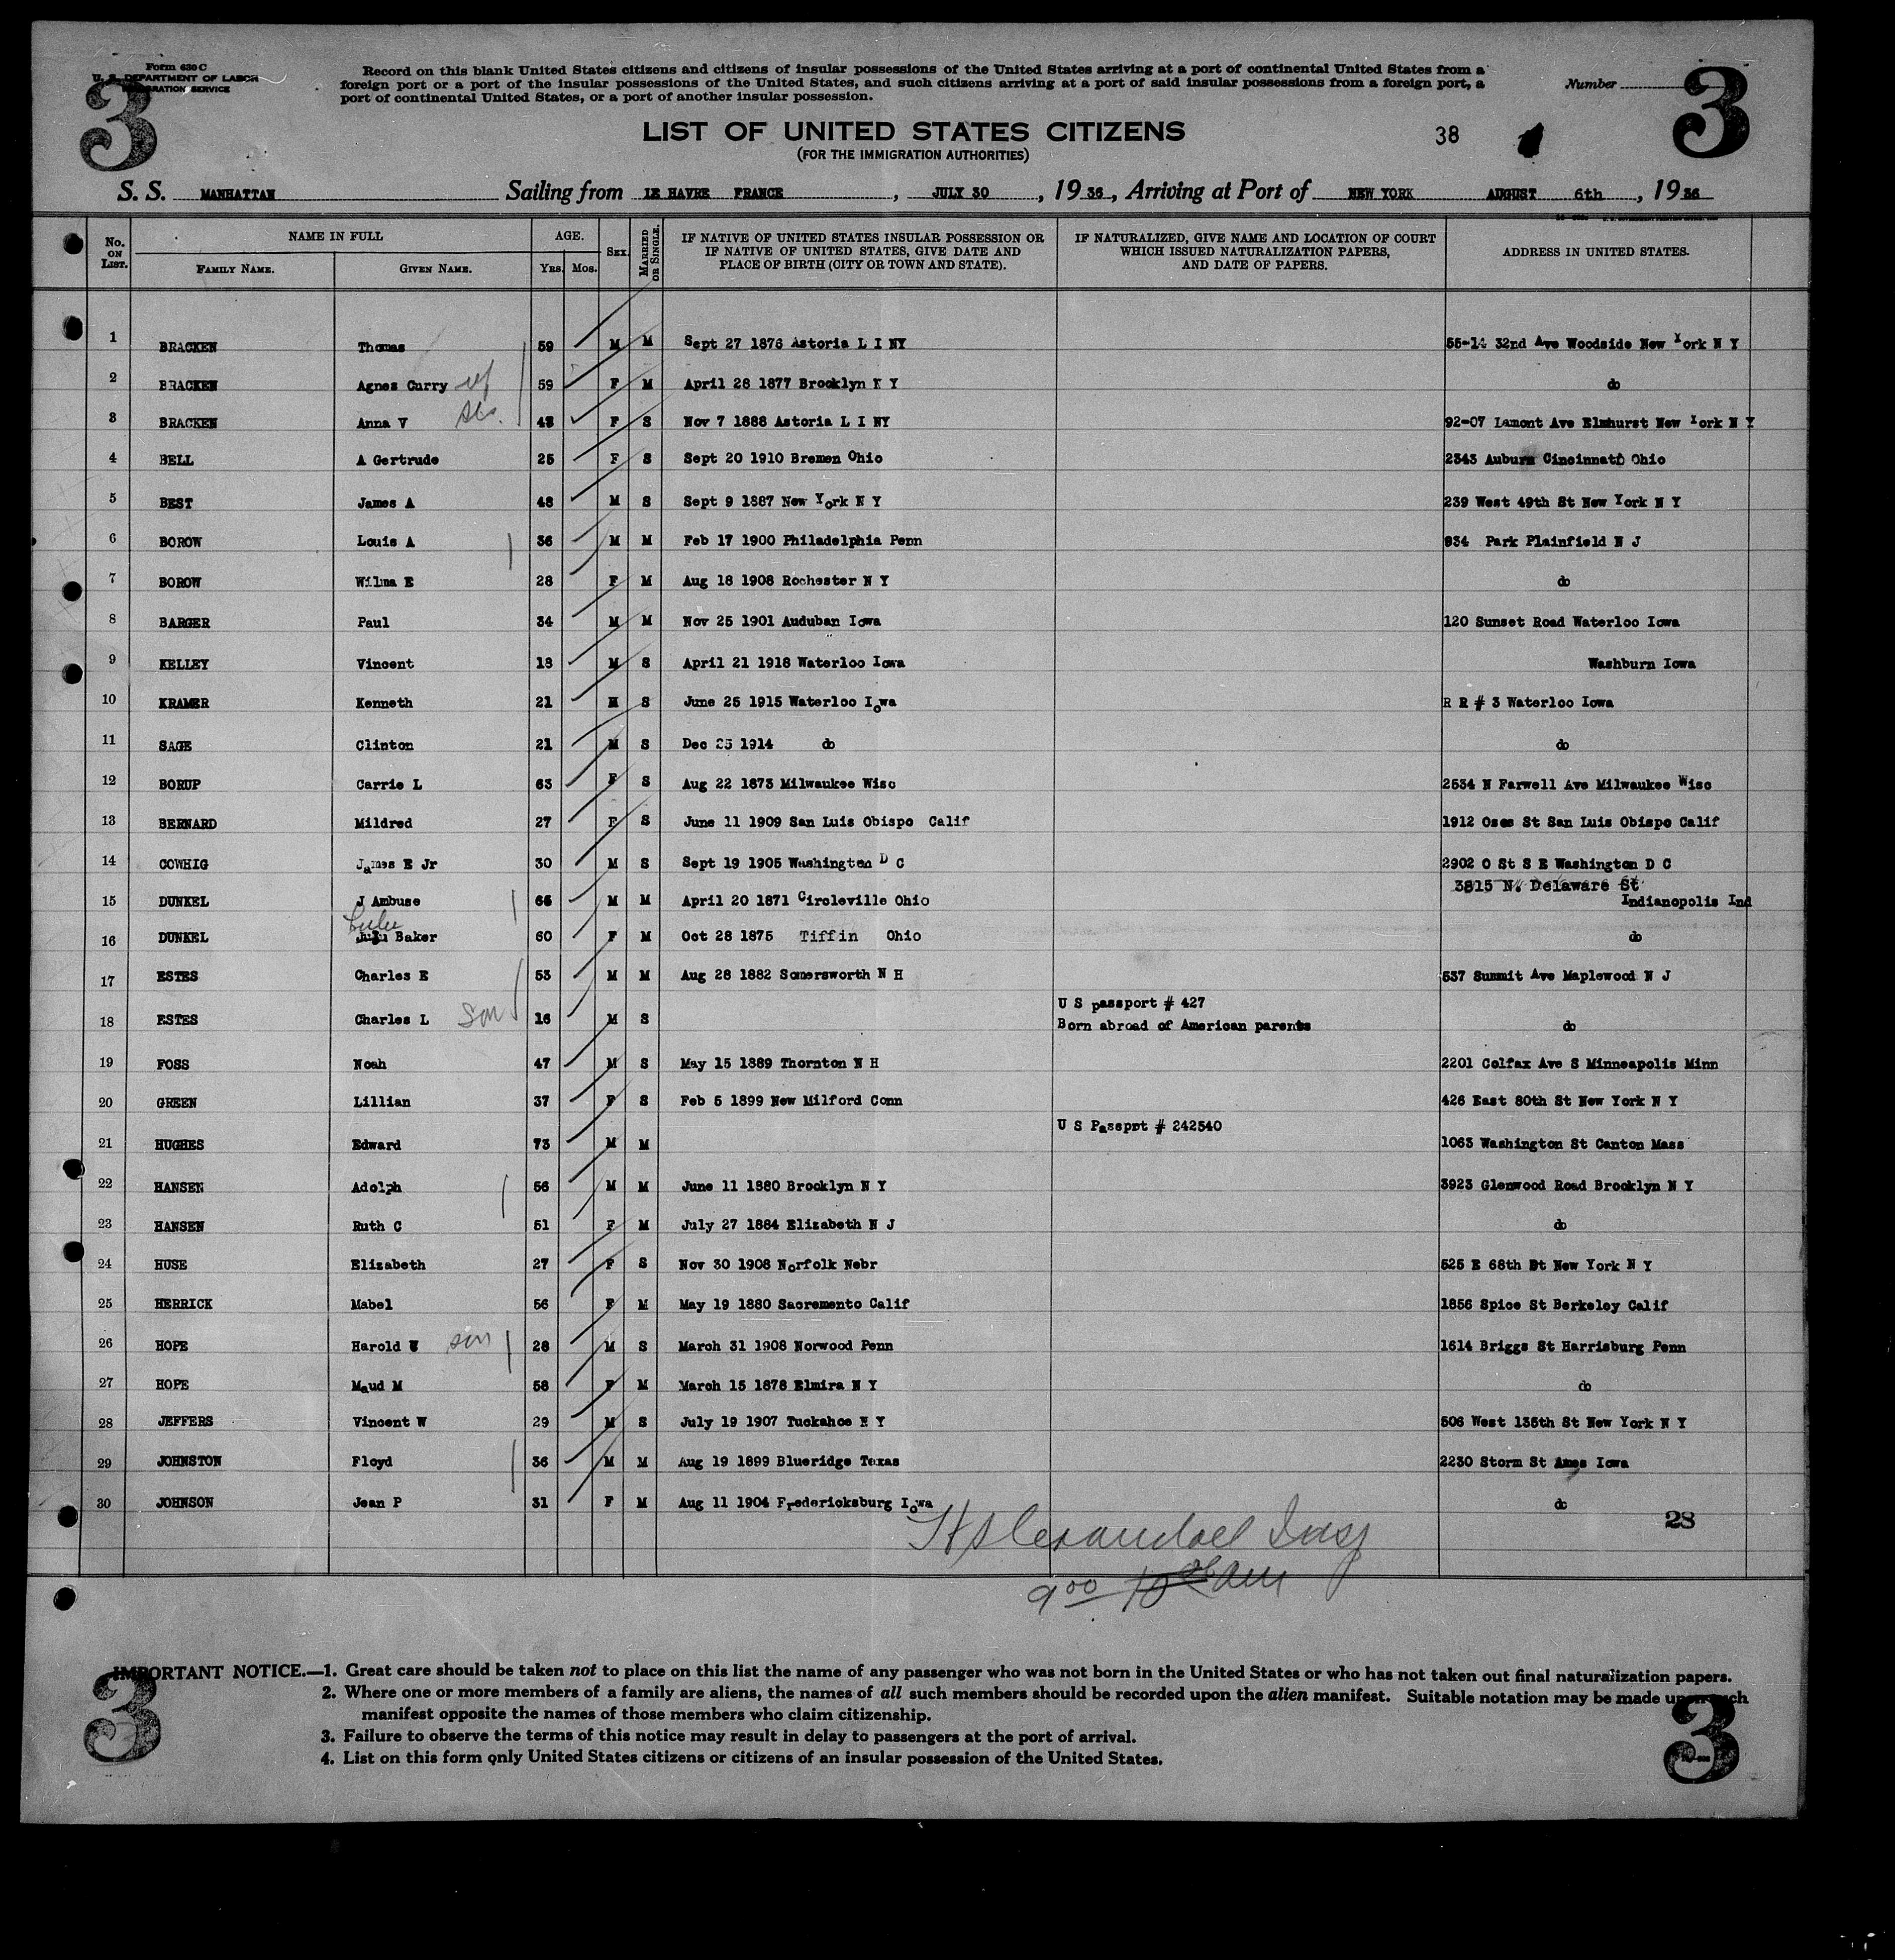 Form 630 C
U. S. DEPARTMENT OF LABOR
IMMIGRATION SERVICE
3
Record on this blank United States citizens and citizens of insular possessions of the United States arriving at a port of continental United States from a
foreign port or a port of the insular possessions of the United States, and such citizens arriving at a port of said insular possessions from a foreign port, a
port of continental United States, or a port of another insular possession.
Number
3
LIST OF UNITED STATES CITIZENS
(FOR THE IMMIGRATION AUTHORITIES)
38
S. S. MANHATTAN Sailing from LE HAVRE FRANCE, JULY 30, 1936, Arriving at Port of NEW YORK AUGUST 6th, 1936
No. ON LIST. NAME IN FULL FAMILY NAME. GIVEN NAME. AGE. YRS. MOS. SEX. MARRIED OR SINGLE. IF NATIVE OF UNITED STATES INSULAR POSSESSION OR IF NATIVE OF UNITED STATES, GIVE DATE AND PLACE OF BIRTH (CITY OR TOWN AND STATE). IF NATURALIZED, GIVE NAME AND LOCATION OF COURT WHICH ISSUED NATURALIZATION PAPERS, AND DATE OF PAPERS. ADDRESS IN UNITED STATES.
1 BRACKEN Thomas 59 M M Sept 27 1876 Astoria L I NY 55-14 32nd Ave Woodside New York N Y
2 BRACKEN Agnes Curry wf 59 F M April 28 1877 Brooklyn N Y do
3 BRACKEN Anna V sis. 48 F S Nov 7 1888 Astoria L I NY 92-07 Lamont Ave Elmhurst New York N Y
4 BELL A Gertrude 25 F S Sept 20 1910 Bremen Ohio 2343 Auburn Cincinnati Ohio
5 BEST James A 48 M S Sept 9 1887 New York N Y 239 West 49th St New York N Y
6 BOROW Louis A 36 M M Feb 17 1900 Philadelphia Penn 934 Park Plainfield N J
7 BOROW Wilma E 28 F M Aug 18 1908 Rochester N Y do
8 BARGER Paul 34 M M Nov 25 1901 Auduban Iowa 120 Sunset Road Waterloo Iowa
9 KELLEY Vincent 18 M S April 21 1918 Waterloo Iowa Washburn Iowa
10 KRAMER Kenneth 21 M S June 25 1915 Waterloo Iowa R R # 3 Waterloo Iowa
11 SAGE Clinton 21 M S Dec 25 1914 do do
12 BORUP Carrie L 63 F S Aug 22 1873 Milwaukee Wisc 2534 N Farwell Ave Milwaukee Wisc
13 BERNARD Mildred 27 F S June 11 1909 San Luis Obispo Calif 1912 Oses St San Luis Obispo Calif
14 COWHIG James E Jr 30 M S Sept 19 1905 Washington D C 2902 O St S E Washington D C
3815 N. Delaware St
15 DUNKEL J Ambuse 65 M M April 20 1871 Circleville Ohio Indianopolis Ind
Lulu
16 DUNKEL Baker 60 F M Oct 28 1875 Tiffin Ohio do
17 ESTES Charles E 53 M M Aug 28 1882 Somersworth N H 537 Summit Ave Maplewood N J
U S passport # 427
18 ESTES Charles L son 16 M S Born abroad of American parents do
19 FOSS Noah 47 M S May 15 1889 Thornton N H 2201 Colfax Ave S Minneapolis Minn
20 GREEN Lillian 37 F S Feb 5 1899 New Milford Conn 426 East 80th St New York N Y
U S Passprt # 242540
21 HUGHES Edward 73 M M 1063 Washington St Canton Mass
22 HANSEN Adolph 56 M M June 11 1880 Brooklyn N Y 3923 Glenwood Road Brooklyn N Y
23 HANSEN Ruth C 51 F M July 27 1884 Elizabeth N J do
24 HUSE Elizabeth 27 F S Nov 30 1908 Norfolk Nebr 525 E 68th Dt New York N Y
25 HERRICK Mabel 56 F M May 19 1880 Sacremento Calif 1856 Spice St Berkeley Calif
26 HOPE Harold W son 28 M S March 31 1908 Norwood Penn 1614 Briggs St Harrisburg Penn
27 HOPE Maud M 58 F M March 15 1878 Elmira N Y do
28 JEFFERS Vincent W 29 M S July 19 1907 Tuckahoe N Y 506 West 135th St New York N Y
29 JOHNSTON Floyd 36 M M Aug 19 1899 Blueridge Texas 2230 Storm St Ames Iowa
30 JOHNSON Jean P 31 F M Aug 11 1904 Fredericksburg Iowa do
28
9 00 10 am
IMPORTANT NOTICE.—1. Great care should be taken not to place on this list the name of any passenger who was not born in the United States or who has not taken out final naturalization papers.
2. Where one or more members of a family are aliens, the names of all such members should be recorded upon the alien manifest. Suitable notation may be made upon such
manifest opposite the names of those members who claim citizenship.
3. Failure to observe the terms of this notice may result in delay to passengers at the port of arrival.
4. List on this form only United States citizens or citizens of an insular possession of the United States.
3
3